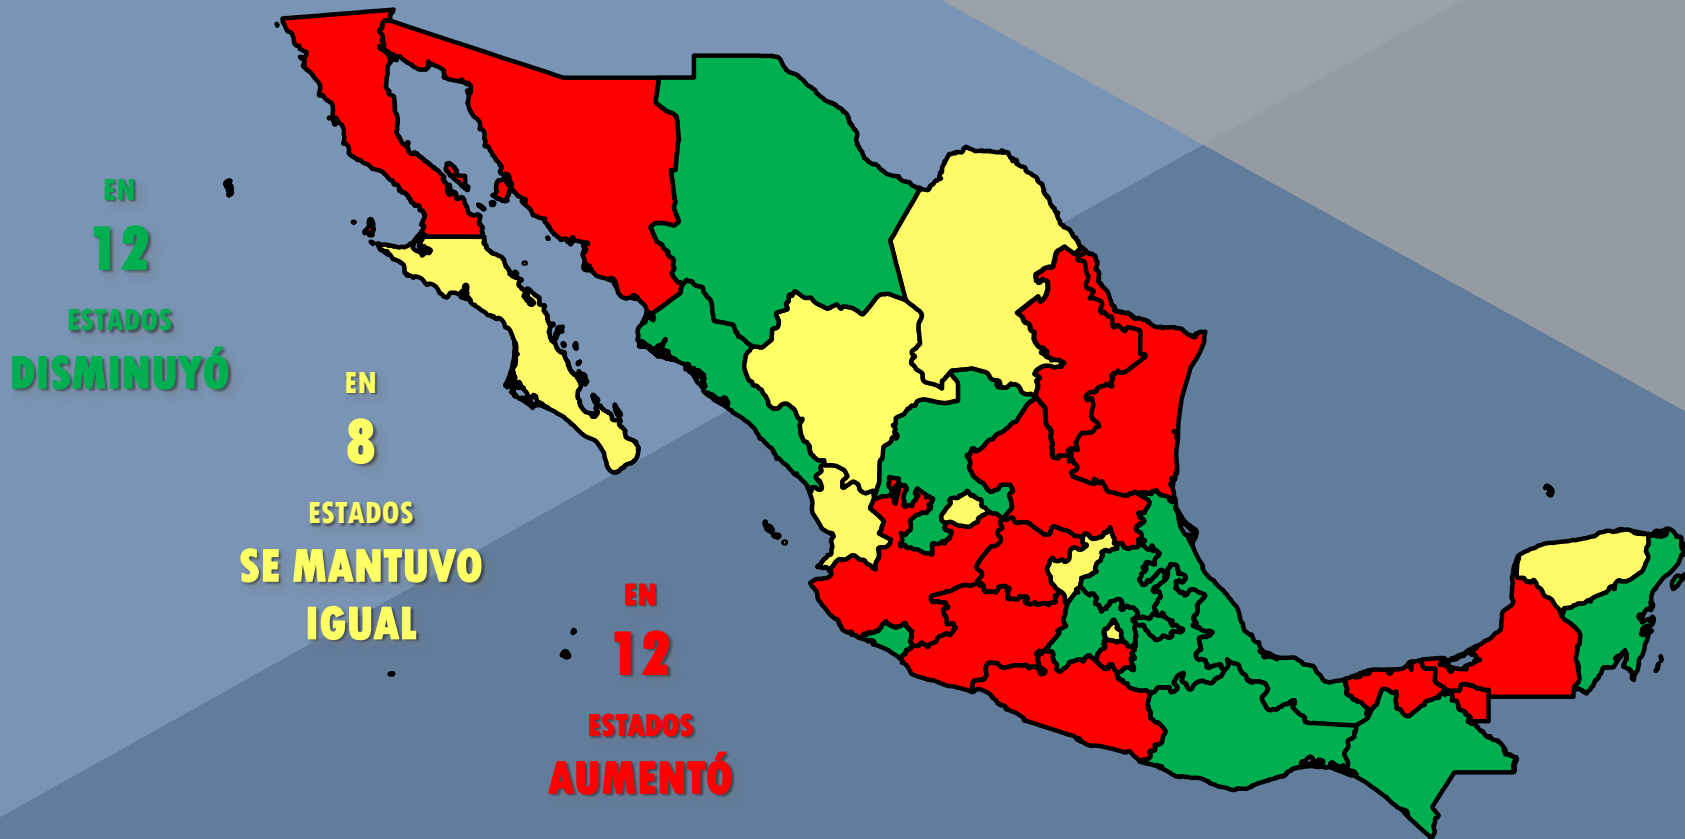 EN
12
ESTADOS
DISMINUYÓ
EN
8
ESTADOS
SE MANTUVO
IGUAL
EN
12
ESTADOS
AUMENTÓ